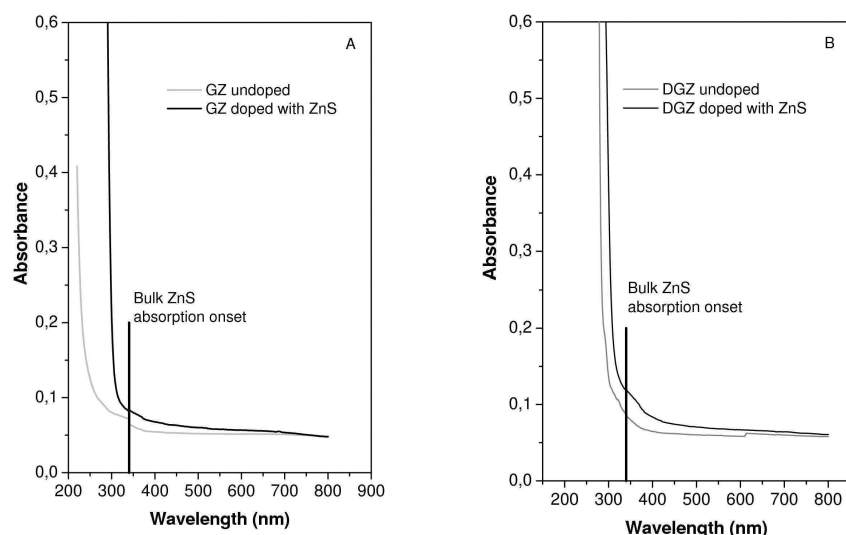 A
GZ undoped
GZ doped with ZnS
Bulk ZnS
absorption onset
Absorbance
0,6
0,5
0,4
0,3
0,2
0,1
0,0
200 300 400 500 600 700 800 900
Wavelength (nm)
B
DGZ undoped
DGZ doped with ZnS
Bulk ZnS
absorption onset
Absorbance
0,6
0,5
0,4
0,3
0,2
0,1
0,0
200 300 400 500 600 700 800
Wavelength (nm)